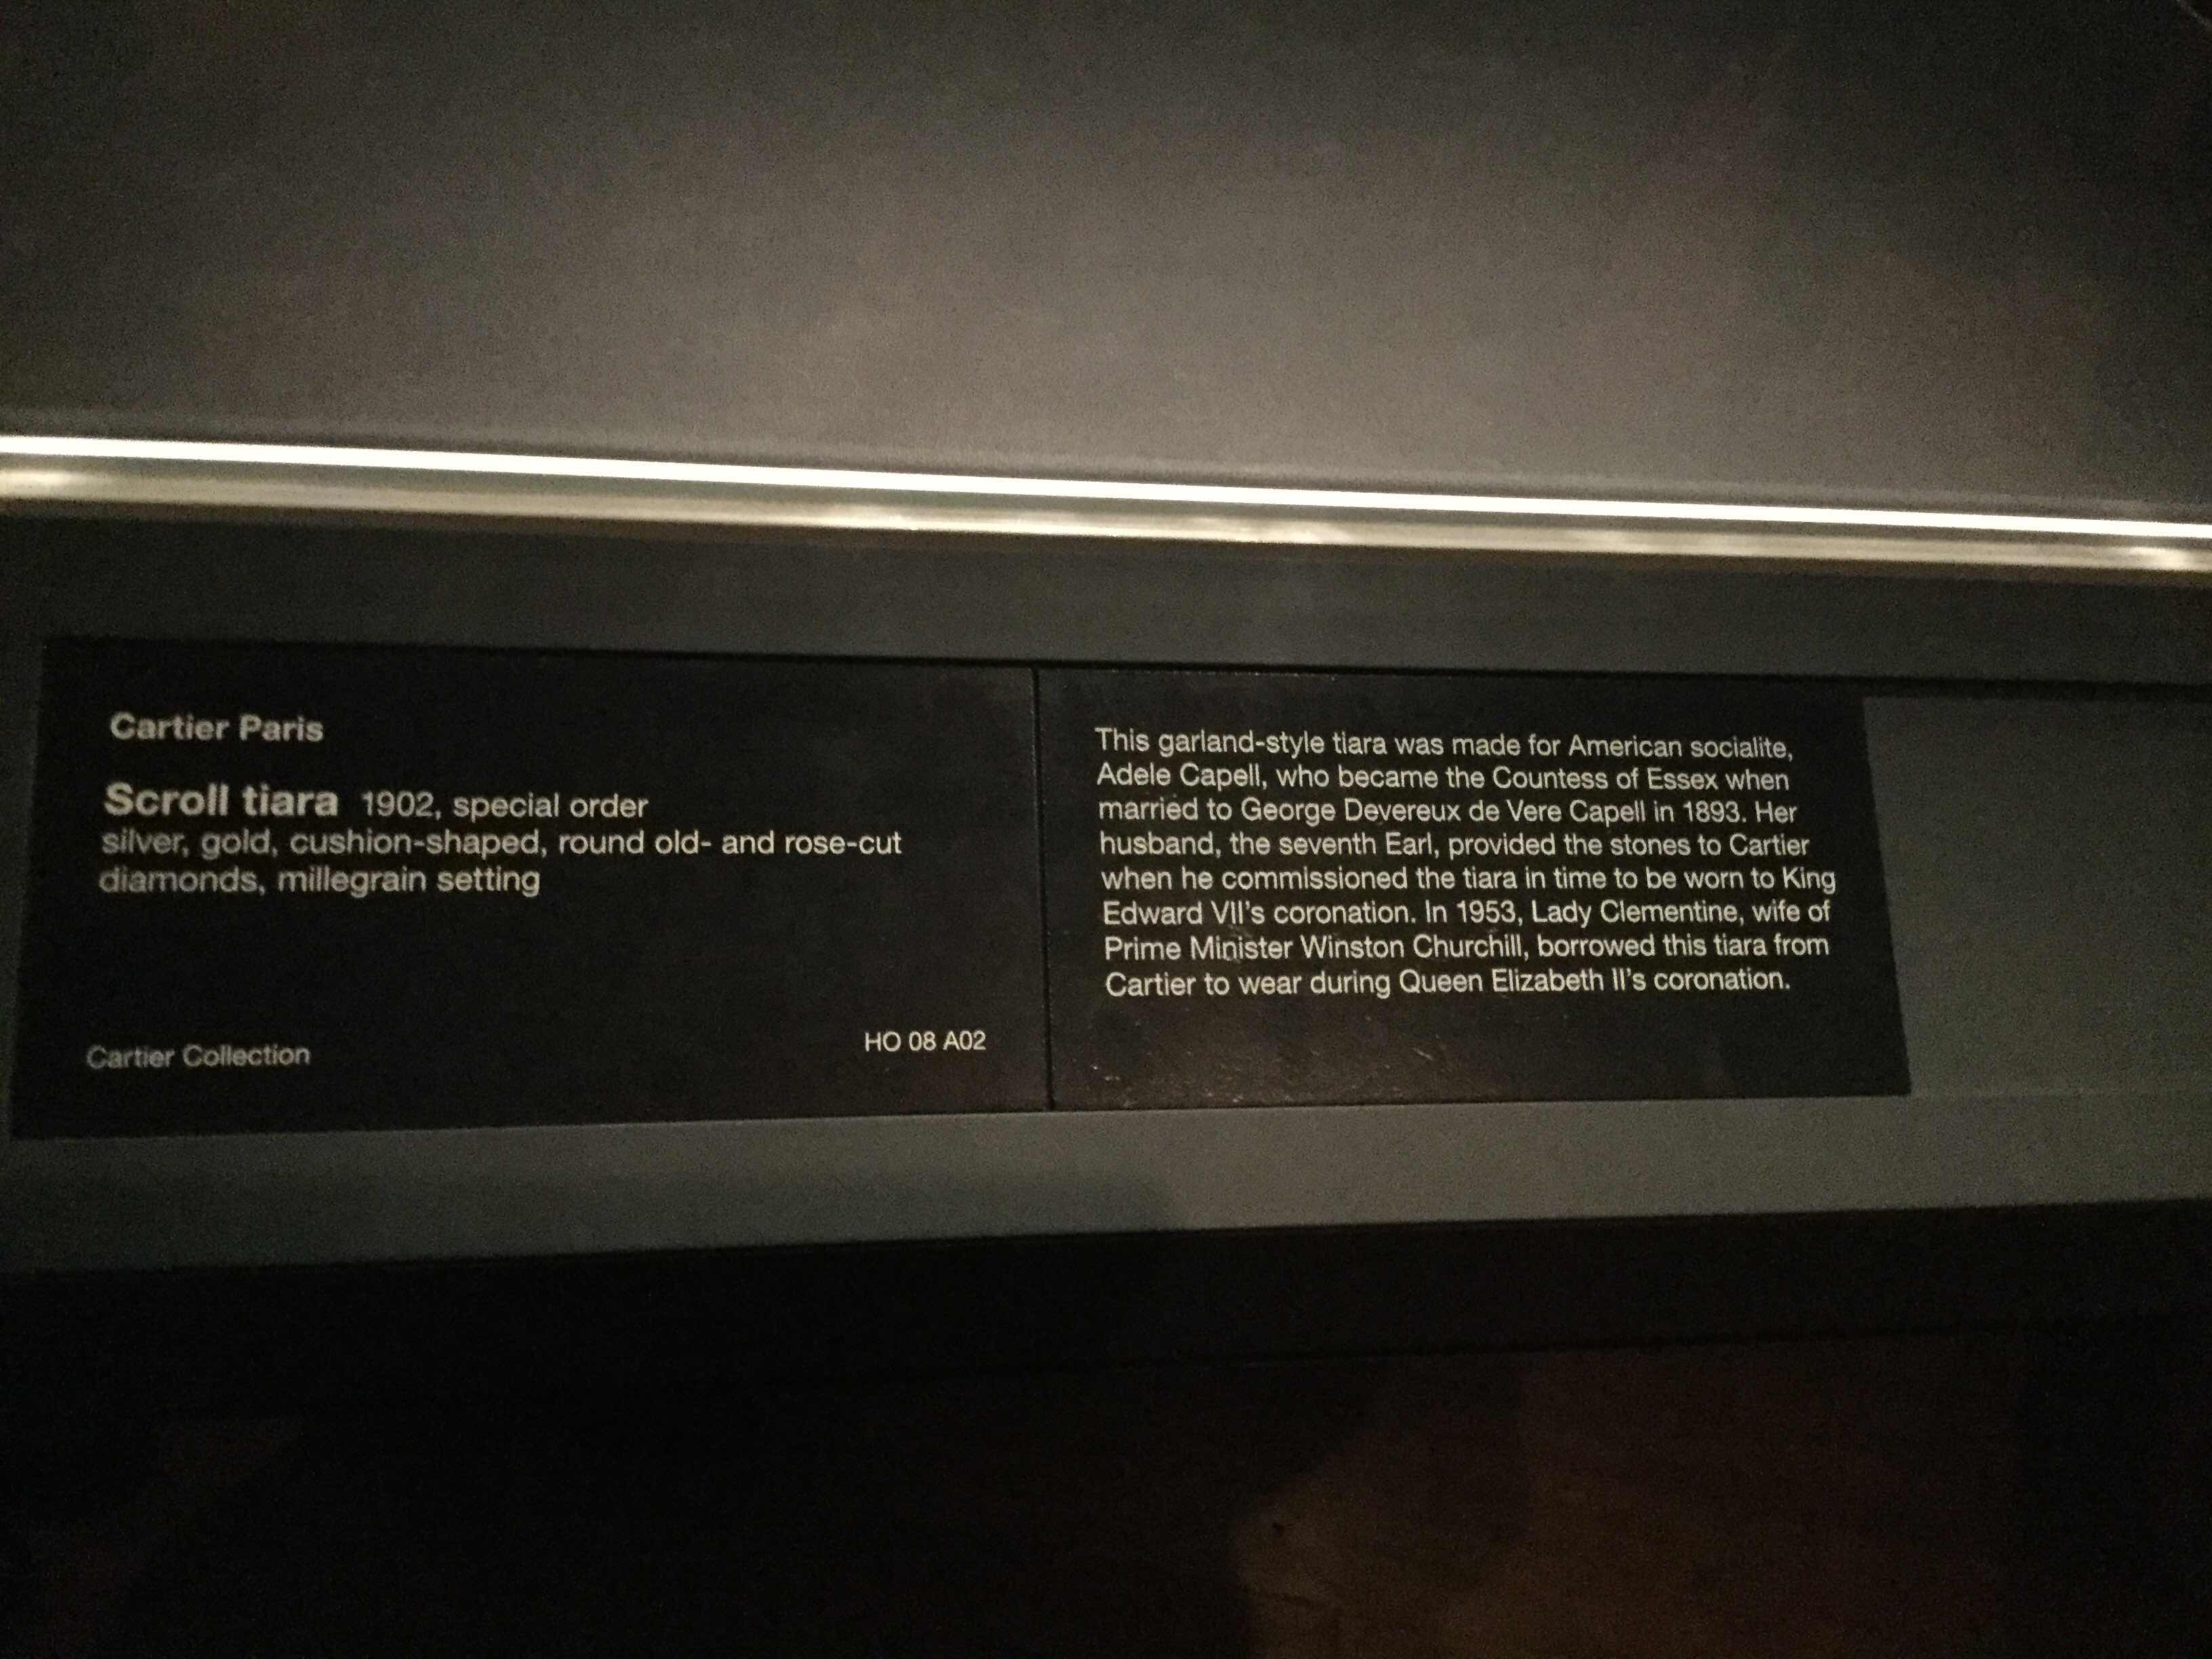 Cartier Paris
Scroll tiara 1902, special order
silver, gold, cushion-shaped, round old- and rose-cut
diamonds, millegrain setting
Cartier Collection
HO 08 A02
This garland-style tiara was made for American socialite,
Adele Capell, who became the Countess of Essex when
married to George Devereux de Vere Capell in 1893. Her
husband, the seventh Earl, provided the stones to Cartier
when he commissioned the tiara in time to be worn to King
Edward VII's coronation. In 1953, Lady Clementine, wife of
Prime Minister Winston Churchill, borrowed this tiara from
Cartier to wear during Queen Elizabeth II's coronation.